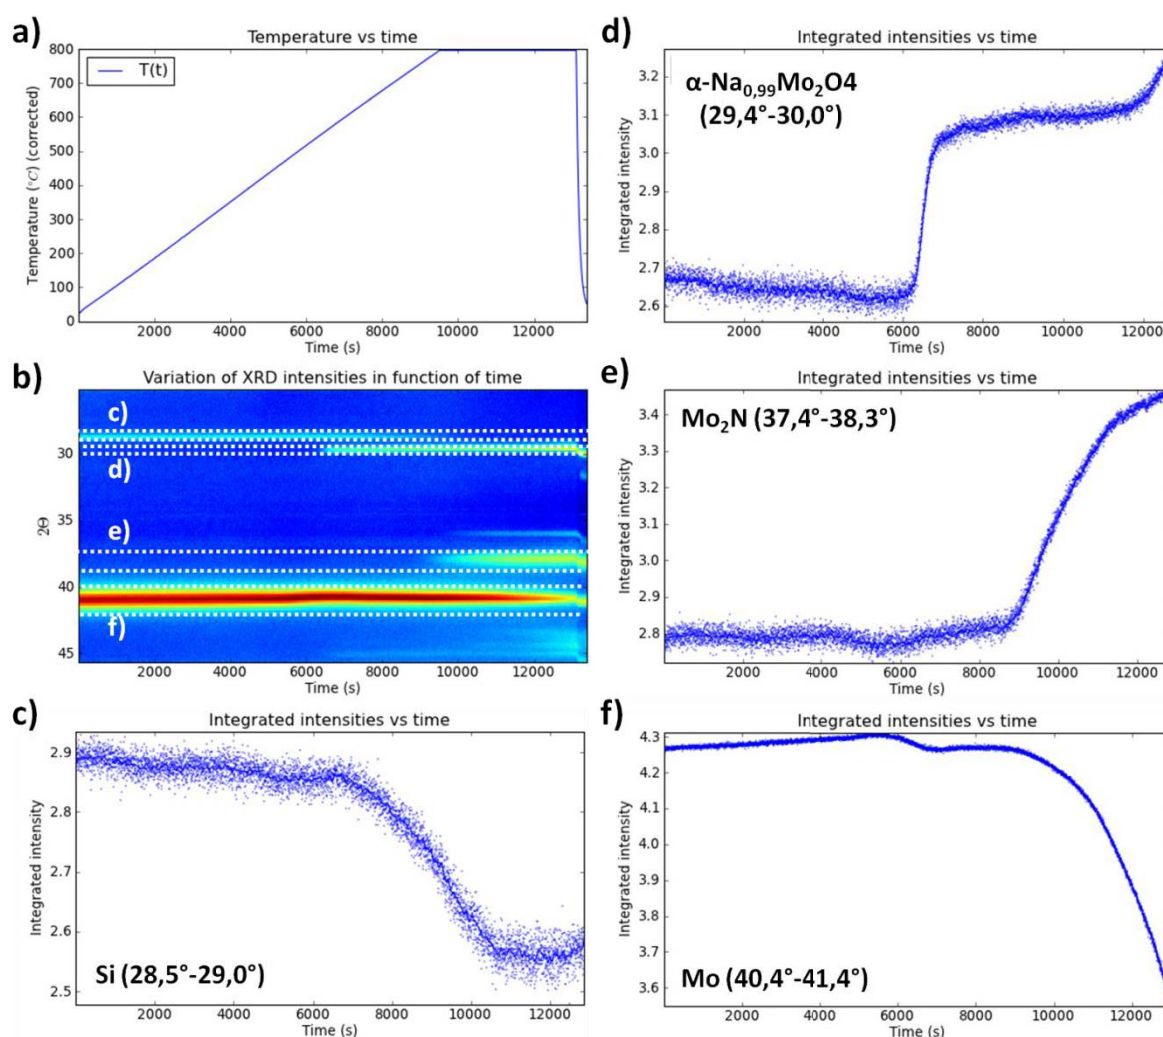 a)
Temperature vs time
800
700
600
500
400
300
200
100
0
T(t)
Temperature (°C) (corrected)
2000 4000 6000 8000 10000 12000
Time (s)
b)
Variation of XRD intensities in function of time
c)
d)
e)
f)
30
35
40
45
2Θ
2000 4000 6000 8000 10000 12000
Time (s)
c)
Integrated intensities vs time
2.9
2.8
2.7
2.6
2.5
Integrated intensity
Si (28,5°-29,0°)
2000 4000 6000 8000 10000 12000
Time (s)
d)
Integrated intensities vs time
α-Na0,99Mo2O4
(29,4°-30,0°)
3.2
3.1
3.0
2.9
2.8
2.7
2.6
Integrated intensity
2000 4000 6000 8000 10000 12000
Time (s)
e)
Integrated intensities vs time
Mo2N (37,4°-38,3°)
3.4
3.3
3.2
3.1
3.0
2.9
2.8
Integrated intensity
2000 4000 6000 8000 10000 12000
Time (s)
f)
Integrated intensities vs time
4.3
4.2
4.1
4.0
3.9
3.8
3.7
3.6
Integrated intensity
Mo (40,4°-41,4°)
2000 4000 6000 8000 10000 12000
Time (s)